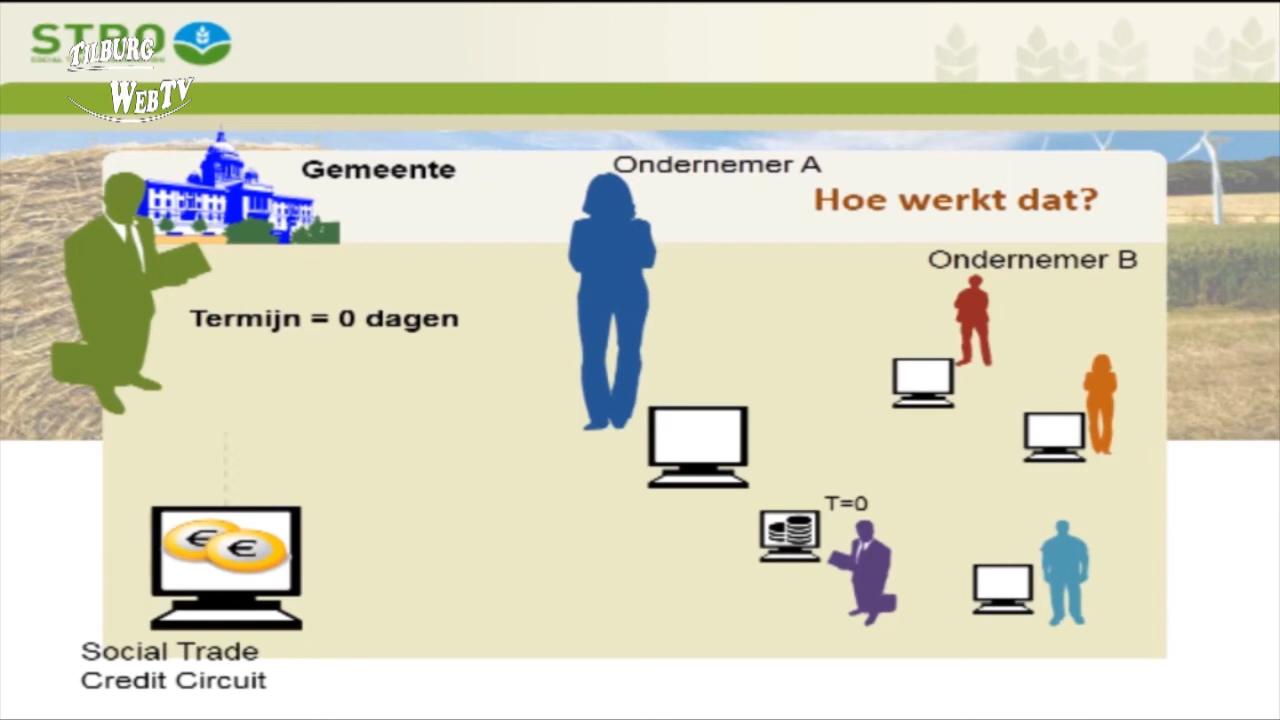 STRO
TILBURG
WEBTV
Gemeente
Ondernemer A
Hoe werkt dat?
Ondernemer B
Termijn = 0 dagen
T=0
€ €
Social Trade
Credit Circuit